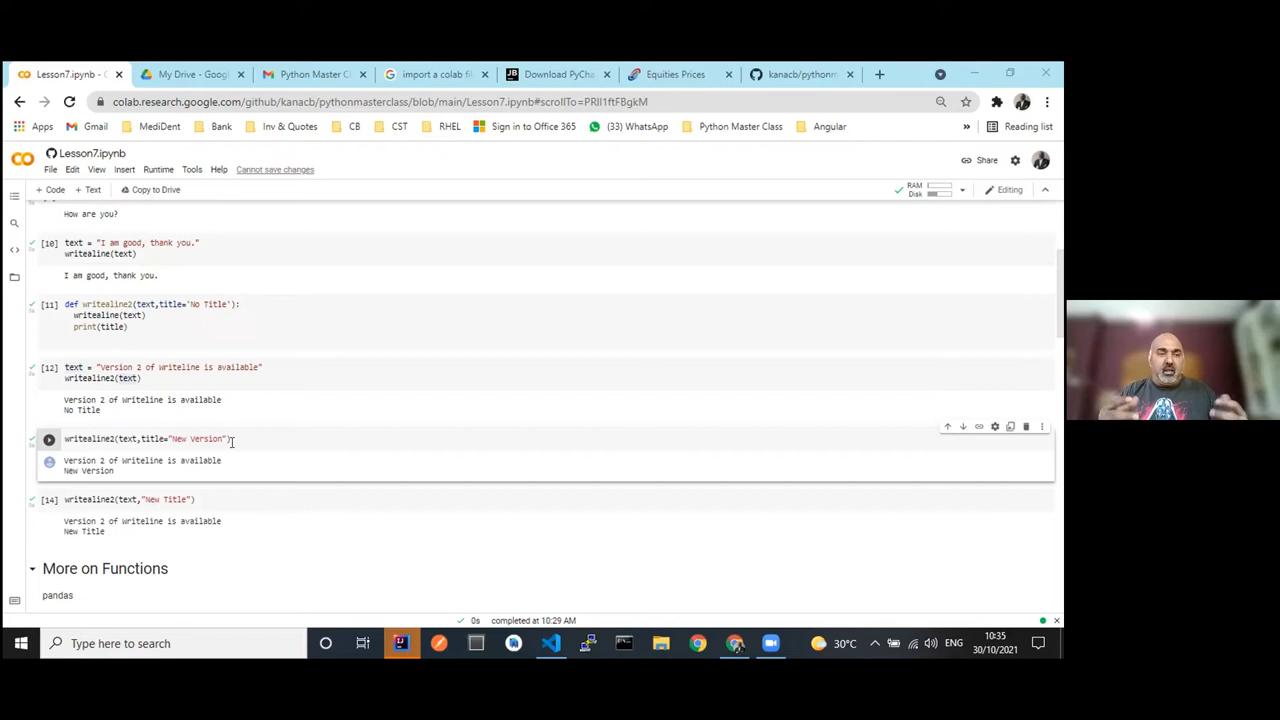 Lesson7.ipynb - C
My Drive - Googl
Python Master Cl
import a colab fil
Download PyCha
Equities Prices
kanacb/pythonm
colab.research.google.com/github/kanacb/pythonmasterclass/blob/main/Lesson7.ipynb#scrollTo=PRlI1ftFBgkM
Apps
Gmail
MediDent
Bank
Inv & Quotes
CB
CST
RHEL
Sign in to Office 365
(33) WhatsApp
Python Master Class
Angular
»
Reading list
CO
Lesson7.ipynb
File Edit View Insert Runtime Tools Help Cannot save changes
Share
+ Code + Text Copy to Drive
RAM
Disk
Editing
How are you?
[10] text = "I am good, thank you."
writealine(text)
I am good, thank you.
[11] def writealine2(text,title='No Title'):
writealine(text)
print(title)
[12] text = "Version 2 of Writeline is available"
writealine2(text)
Version 2 of Writeline is available
No Title
writealine2(text,title="New Version")
Version 2 of Writeline is available
New Version
[14] writealine2(text,"New Title")
Version 2 of Writeline is available
New Title
More on Functions
pandas
0s completed at 10:29 AM
Type here to search
30°C
ENG
10:35
30/10/2021